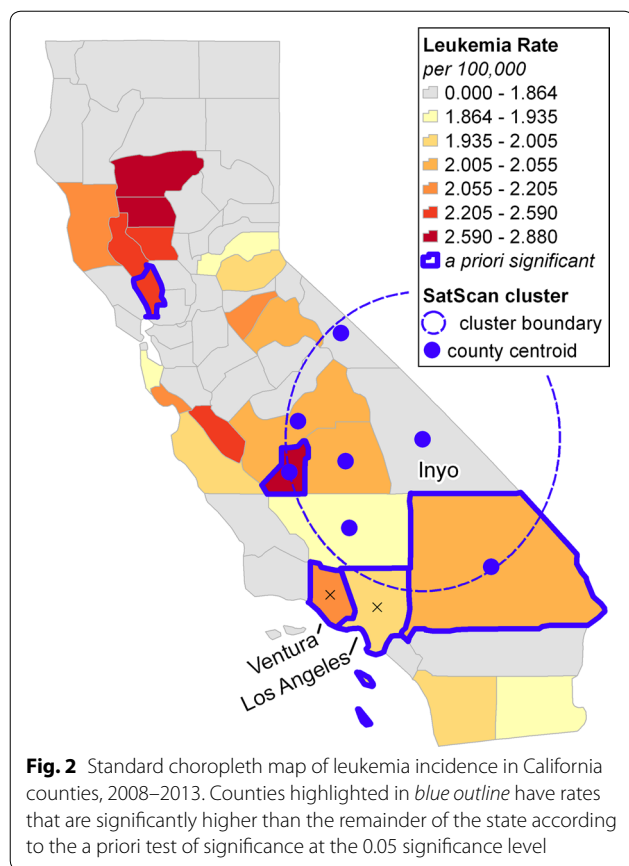 Leukemia Rate
per 100,000
0.000 - 1.864
1.864 - 1.935
1.935 - 2.005
2.005 - 2.055
2.055 - 2.205
2.205 - 2.590
2.590 - 2.880
a priori significant
SatScan cluster
cluster boundary
county centroid
Inyo
Ventura
Los Angeles
Fig. 2 Standard choropleth map of leukemia incidence in California
counties, 2008–2013. Counties highlighted in blue outline have rates
that are significantly higher than the remainder of the state according
to the a priori test of significance at the 0.05 significance level